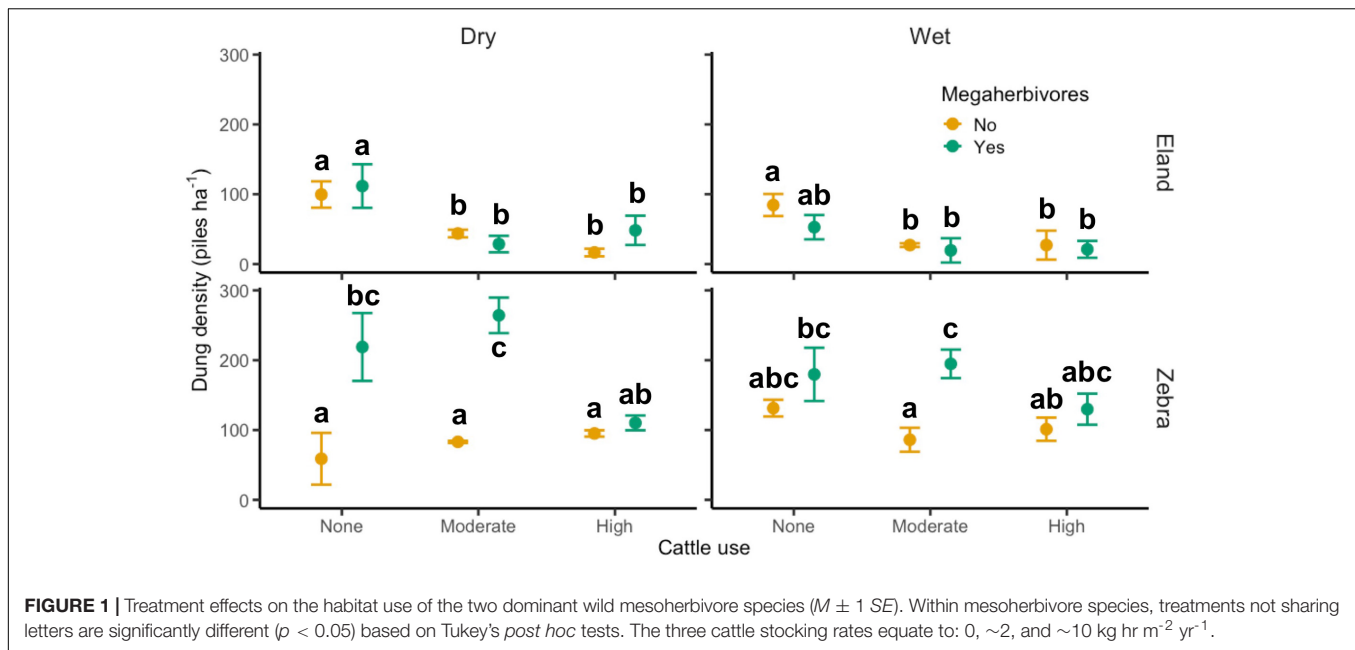 Dry
Wet
300
200
100
0
a
a
b
b
b
b
Megaherbivores
No
Yes
a
ab
b
b
b
b
Eland
Dung density (piles ha⁻¹)
300
200
100
0
a
bc
a
c
a
ab
abc
bc
a
c
ab
abc
Zebra
None
Moderate
High
None
Moderate
High
Cattle use
FIGURE 1 | Treatment effects on the habitat use of the two dominant wild mesoherbivore species (M ± 1 SE). Within mesoherbivore species, treatments not sharing
letters are significantly different (p < 0.05) based on Tukey's post hoc tests. The three cattle stocking rates equate to: 0, ~2, and ~10 kg hr m⁻² yr⁻¹.